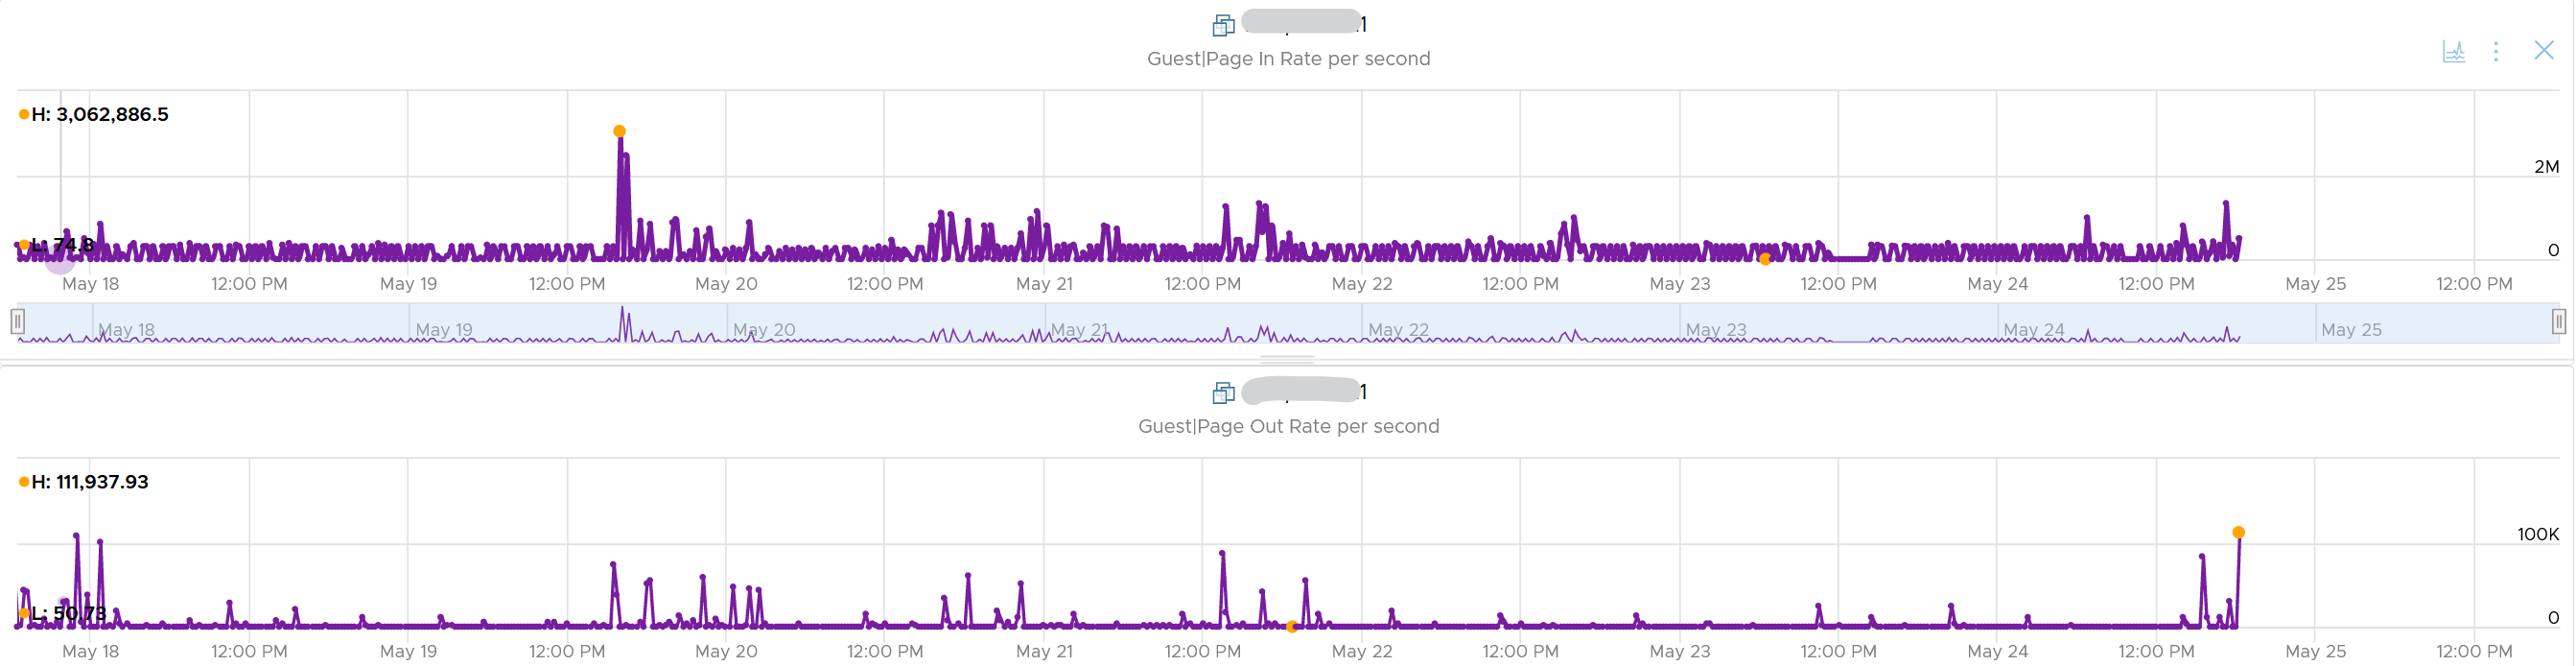 1
Guest|Page In Rate per second
H: 3,062,886.5
2M
L: 74.8
0
May 18 12:00 PM May 19 12:00 PM May 20 12:00 PM May 21 12:00 PM May 22 12:00 PM May 23 12:00 PM May 24 12:00 PM May 25 12:00 PM
May 18 May 19 May 20 May 21 May 22 May 23 May 24 May 25
1
Guest|Page Out Rate per second
H: 111,937.93
100K
L: 50.73
0
May 18 12:00 PM May 19 12:00 PM May 20 12:00 PM May 21 12:00 PM May 22 12:00 PM May 23 12:00 PM May 24 12:00 PM May 25 12:00 PM